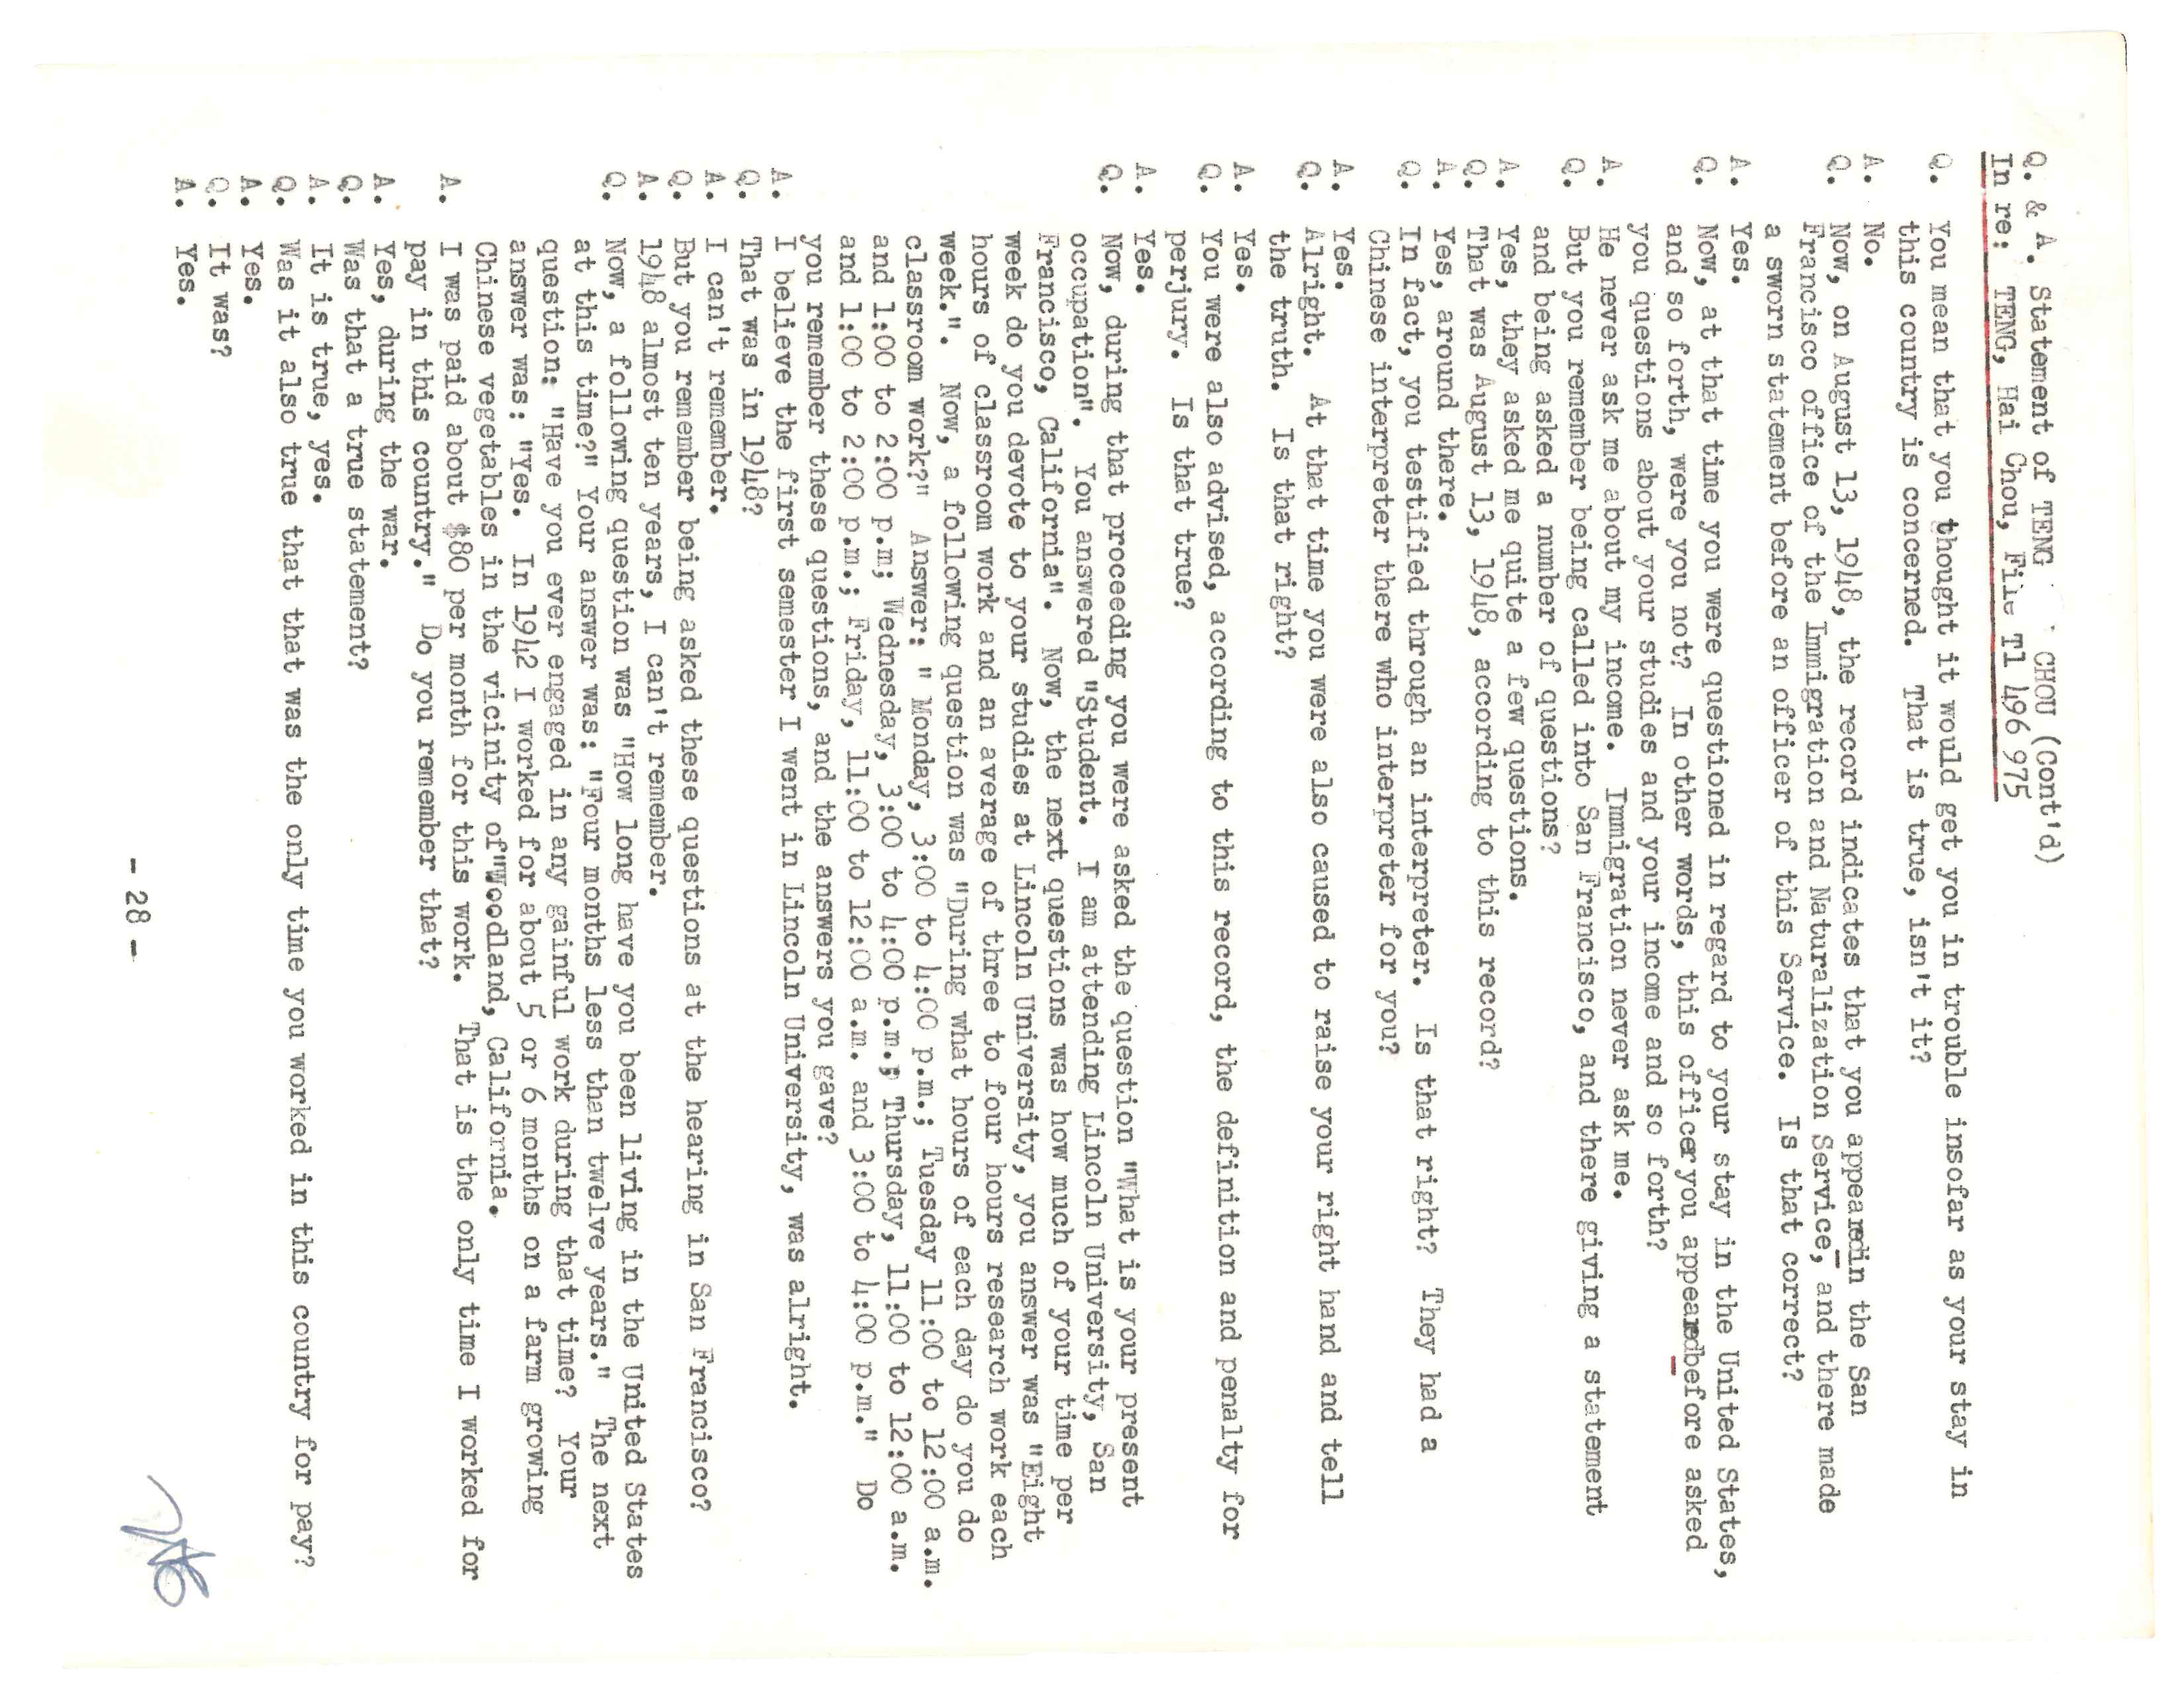 Q. & A. Statement of TENG CHOU (Cont'd)
In re: TENG, Hai Chou, File T1 496 975
Q. You mean that you thought it would get you in trouble insofar as your stay in
this country is concerned. That is true, isn't it?
A. No.
Q. Now, on August 13, 1948, the record indicates that you appearedin the San
Francisco office of the Immigration and Naturalization Service, and there made
a sworn statement before an officer of this Service. Is that correct?
A. Yes.
Q. Now, at that time you were questioned in regard to your stay in the United States,
and so forth, were you not? In other words, this officer you appearedbefore asked
you questions about your studies and your income and so forth?
A. He never ask me about my income. Immigration never ask me.
Q. But you remember being called into San Francisco, and there giving a statement
and being asked a number of questions?
A. Yes, they asked me quite a few questions.
Q. That was August 13, 1948, according to this record?
A. Yes, around there.
Q. In fact, you testified through an interpreter. Is that right? They had a
Chinese interpreter there who interpreter for you?
A. Yes.
Q. Alright. At that time you were also caused to raise your right hand and tell
the truth. Is that right?
A. Yes.
Q. You were also advised, according to this record, the definition and penalty for
perjury. Is that true?
A. Yes.
Q. Now, during that proceeding you were asked the question "What is your present
occupation". You answered "Student. I am attending Lincoln University, San
Francisco, California". Now, the next questions was how much of your time per
week do you devote to your studies at Lincoln University, you answer was "Eight
hours of classroom work and an average of three to four hours research work each
week.". Now, a following question was "During what hours of each day do you do
classroom work?" Answer: " Monday, 3:00 to 4:00 p.m.; Tuesday 11:00 to 12:00 a.m.
and 1:00 to 2:00 p.m; Wednesday, 3:00 to 4:00 p.m.; Thursday, 11:00 to 12:00 a.m.
and 1:00 to 2:00 p.m.; Friday, 11:00 to 12:00 a.m. and 3:00 to 4:00 p.m." Do
you remember these questions, and the answers you gave?
A. I believe the first semester I went in Lincoln University, was alright.
Q. That was in 1948?
A. I can't remember.
Q. But you remember being asked these questions at the hearing in San Francisco?
A. 1948 almost ten years, I can't remember.
Q. Now, a following question was "How long have you been living in the United States
at this time?" Your answer was: "Four months less than twelve years." The next
question: "Have you ever engaged in any gainful work during that time? Your
answer was: "Yes. In 1942 I worked for about 5 or 6 months on a farm growing
Chinese vegetables in the vicinity of"Woodland, California.
A. I was paid about $80 per month for this work. That is the only time I worked for
pay in this country." Do you remember that?
A. Yes, during the war.
Q. Was that a true statement?
A. It is true, yes.
Q. Was it also true that that was the only time you worked in this country for pay?
A. Yes.
Q. It was?
A. Yes.
- 28 -